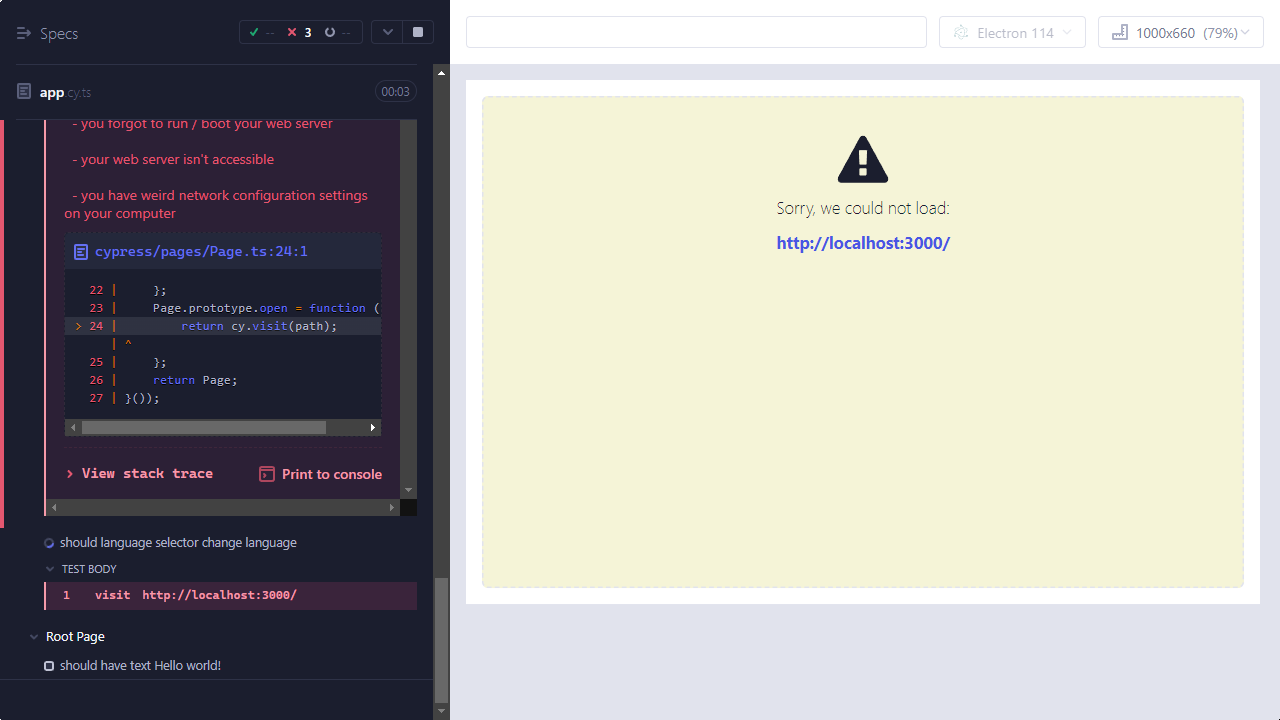 Specs
--
3
--
Electron 114
1000x660 (79%)
app.cy.ts
00:03
- you forgot to run / boot your web server
- your web server isn't accessible
- you have weird network configuration settings
on your computer
cypress/pages/Page.ts:24:1
22 |     };
23 |     Page.prototype.open = function (
> 24 |         return cy.visit(path);
| ^
25 |     };
26 |     return Page;
27 | }());
View stack trace
Print to console
should language selector change language
TEST BODY
1 visit http://localhost:3000/
Root Page
should have text Hello world!
Sorry, we could not load:
http://localhost:3000/